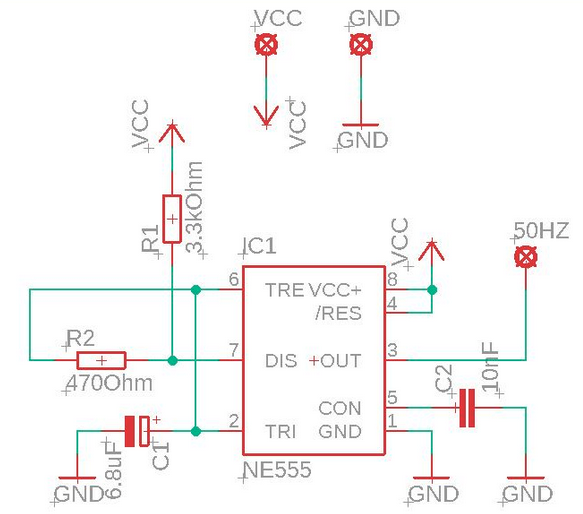 VCC
GND
VCC
GND
VCC
R1
3.3kOhm
IC1
VCC
50HZ
6
TRE
VCC+
8
/RES
4
R2
470Ohm
7
DIS
+OUT
3
C2
10nF
CON
5
2
TRI
GND
1
6.8uF
C1
NE555
GND
GND
GND